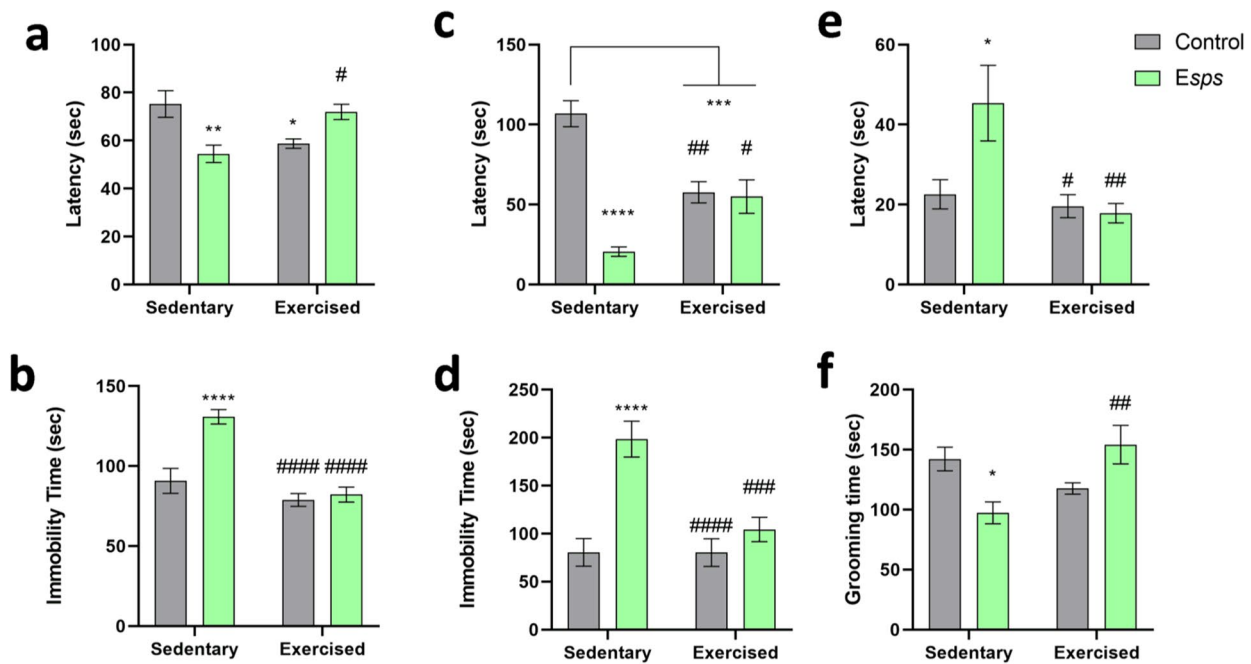 a
Latency (sec)
100
80
60
40
20
0
**
*
#
Sedentary Exercised
c
Latency (sec)
150
100
50
0
****
***
##
#
Sedentary Exercised
e
Latency (sec)
60
40
20
0
*
#
##
Sedentary Exercised
Control
Esps
b
Immobility Time (sec)
150
100
50
0
****
#### ####
Sedentary Exercised
d
Immobility Time (sec)
250
200
150
100
50
0
****
####
###
Sedentary Exercised
f
Grooming time (sec)
200
150
100
50
0
*
##
Sedentary Exercised